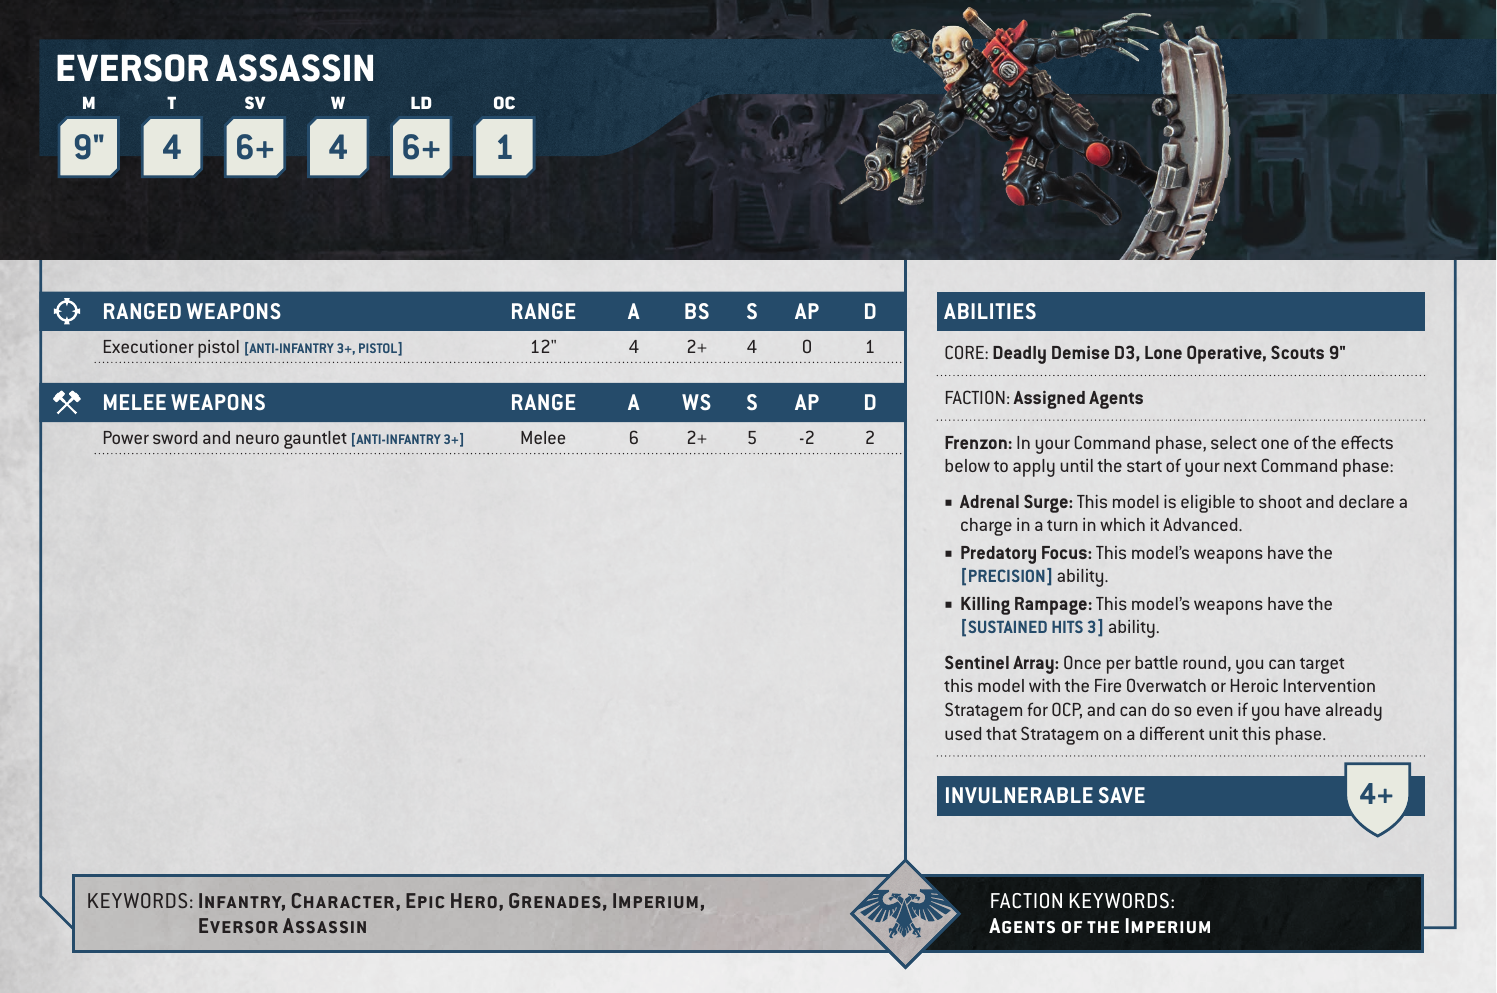 EVERSOR ASSASSIN
M T SV W LD OC
9" 4 6+ 4 6+ 1
RANGED WEAPONS RANGE A BS S AP D
Executioner pistol [ANTI-INFANTRY 3+, PISTOL] 12" 4 2+ 4 0 1
MELEE WEAPONS RANGE A WS S AP D
Power sword and neuro gauntlet [ANTI-INFANTRY 3+] Melee 6 2+ 5 -2 2
ABILITIES
CORE: Deadly Demise D3, Lone Operative, Scouts 9"
FACTION: Assigned Agents
Frenzon: In your Command phase, select one of the effects
below to apply until the start of your next Command phase:
▪ Adrenal Surge: This model is eligible to shoot and declare a
charge in a turn in which it Advanced.
▪ Predatory Focus: This model’s weapons have the
[PRECISION] ability.
▪ Killing Rampage: This model’s weapons have the
[SUSTAINED HITS 3] ability.
Sentinel Array: Once per battle round, you can target
this model with the Fire Overwatch or Heroic Intervention
Stratagem for 0CP, and can do so even if you have already
used that Stratagem on a different unit this phase.
INVULNERABLE SAVE 4+
KEYWORDS: INFANTRY, CHARACTER, EPIC HERO, GRENADES, IMPERIUM,
EVERSOR ASSASSIN
FACTION KEYWORDS:
AGENTS OF THE IMPERIUM